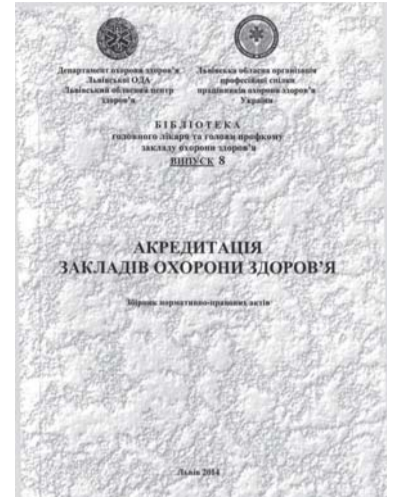 Департамент охорони здоров'я
Львівської ОДА
Львівський обласний центр
здоров'я
Львівська обласна організація
професійної спілки
працівників охорони здоров'я
України
БІБЛІОТЕКА
головного лікаря та голови профкому
закладу охорони здоров'я
ВИПУСК 8
АКРЕДИТАЦІЯ
ЗАКЛАДІВ ОХОРОНИ ЗДОРОВ'Я
Збірник нормативно-правових актів
Львів 2014